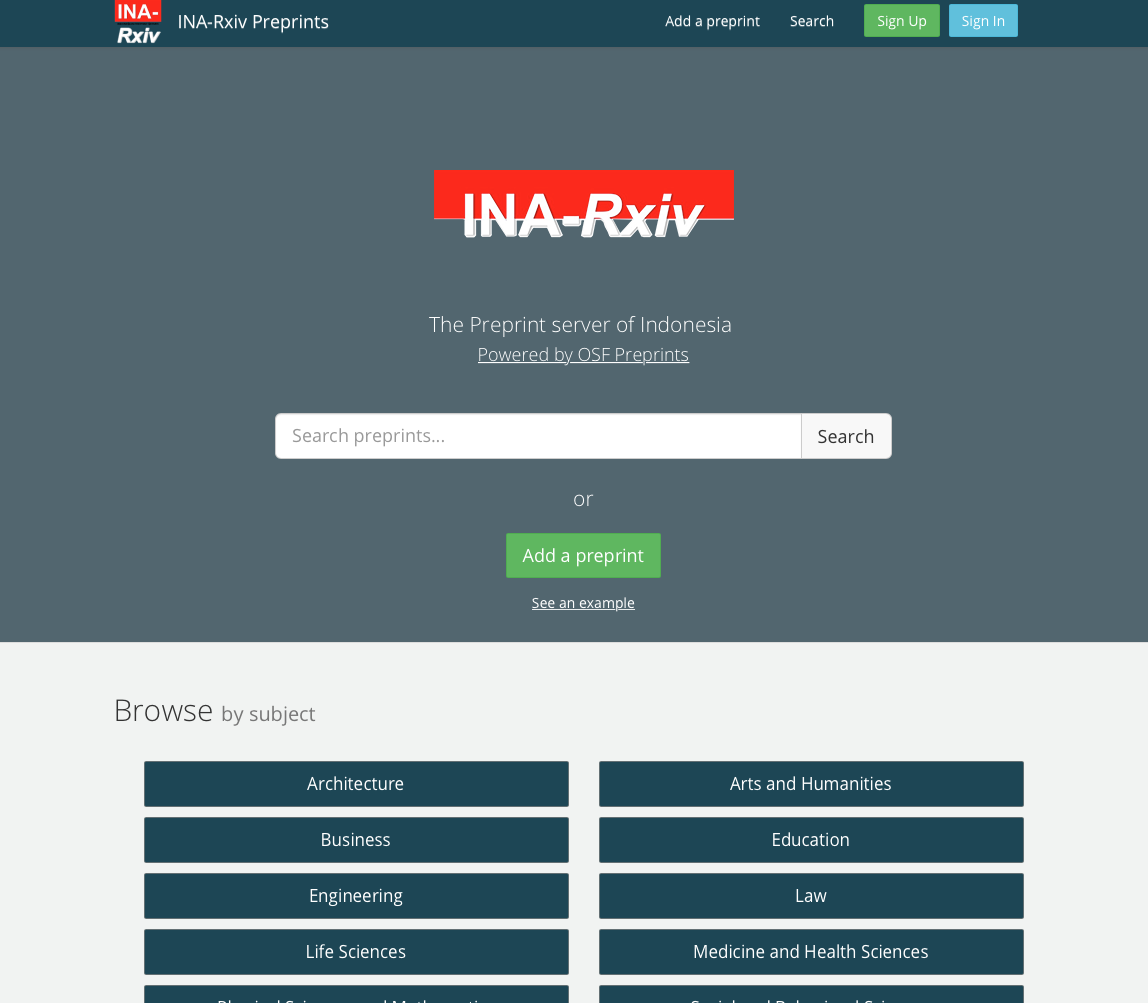 INA-
Rxiv
INA-Rxiv Preprints
Add a preprint
Search
Sign Up
Sign In
INA-Rxiv
The Preprint server of Indonesia
Powered by OSF Preprints
Search preprints...
Search
or
Add a preprint
See an example
Browse by subject
Architecture
Arts and Humanities
Business
Education
Engineering
Law
Life Sciences
Medicine and Health Sciences